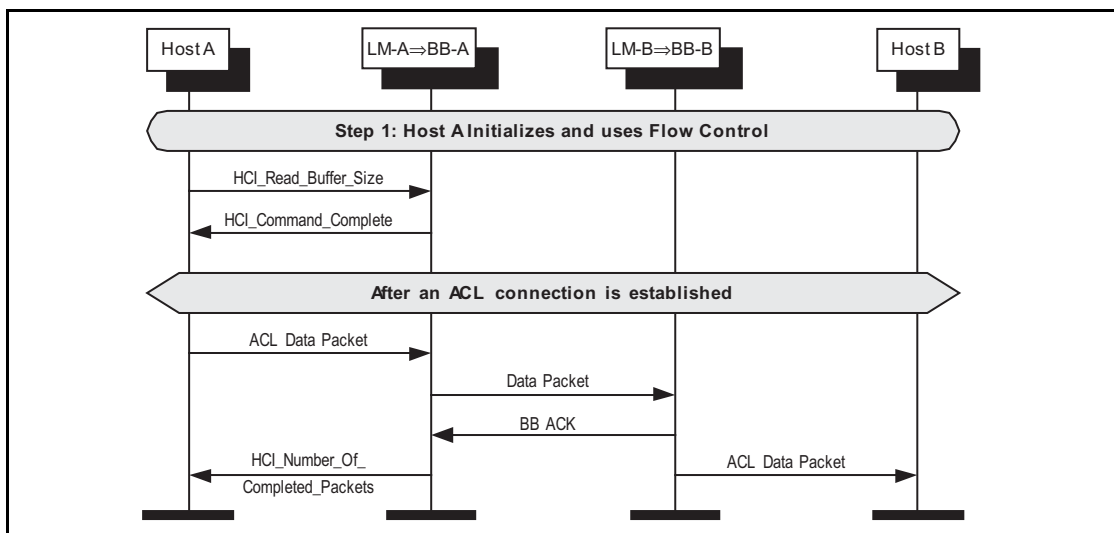 Host A
LM-A⇒BB-A
LM-B⇒BB-B
Host B
Step 1: Host A Initializes and uses Flow Control
HCI_Read_Buffer_Size
HCI_Command_Complete
After an ACL connection is established
ACL Data Packet
Data Packet
BB ACK
HCI_Number_Of_
Completed_Packets
ACL Data Packet